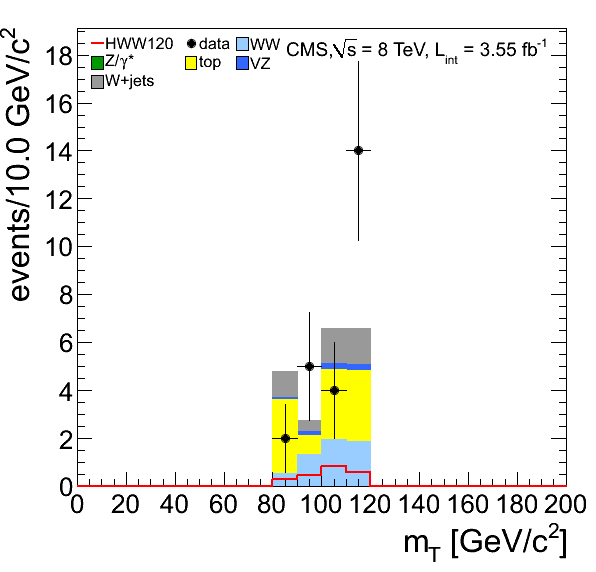 HWW120 data WW CMS,√s = 8 TeV, L_int = 3.55 fb⁻¹
Z/γ* top VZ
W+jets
events/10.0 GeV/c²
18
16
14
12
10
8
6
4
2
0
0 20 40 60 80 100 120 140 160 180 200
m_T [GeV/c²]